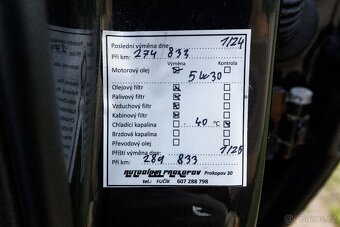 Poslední výměna dne: 1/24
Při km: 274 833
Výměna Kontrola
Motorový olej 5w30
Olejový filtr
Palivový filtr
Vzduchový filtr
Kabinový filtr
Chladící kapalina - 40 °C
Brzdová kapalina
Převodový olej
Příští výměna dne: 1/25
Při km: 289 833
AUTODÍLNA PROKOPOV Prokopov 30
tel.: FUČÍK 607 288 798